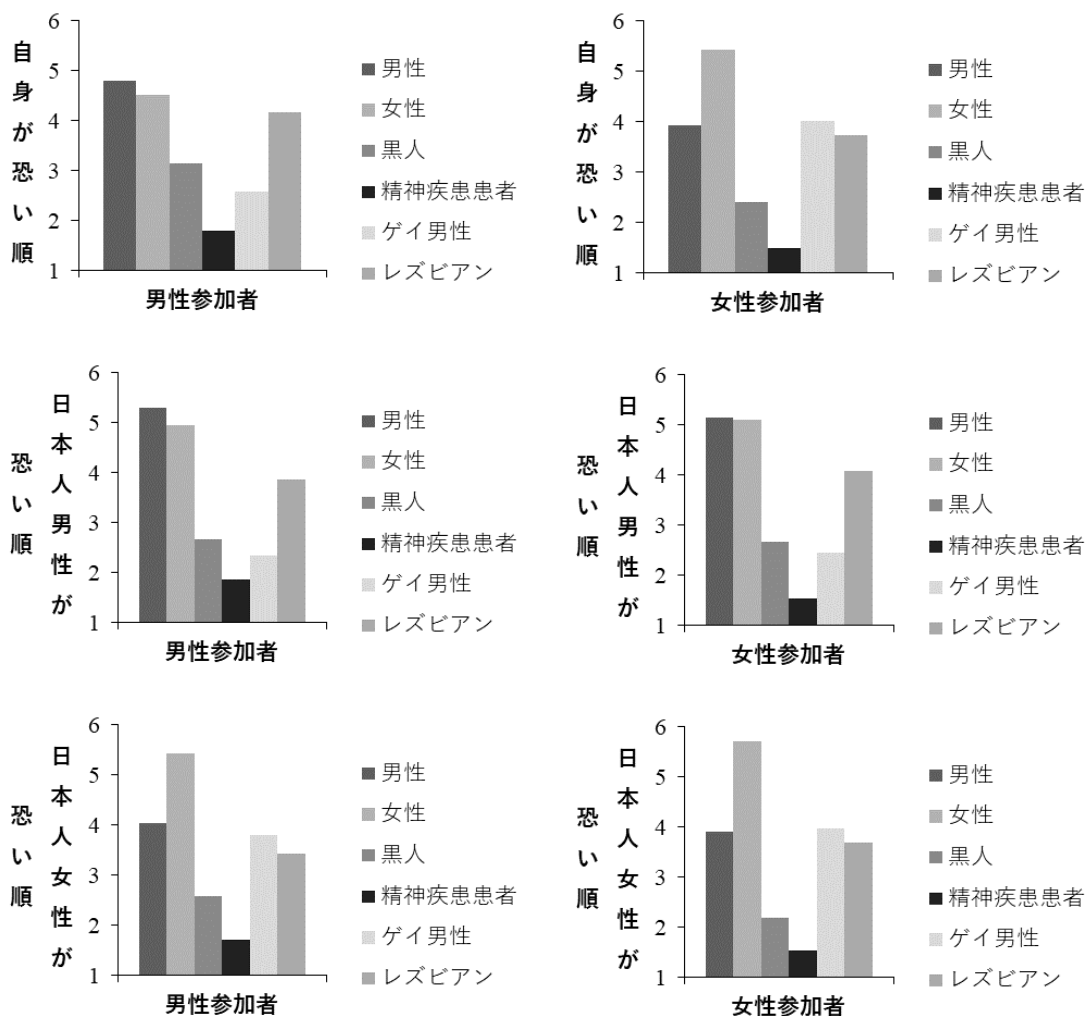 自身が恐い順
6
5
4
3
2
1
男性
女性
黒人
精神疾患患者
ゲイ男性
レズビアン
男性参加者
自身が恐い順
6
5
4
3
2
1
男性
女性
黒人
精神疾患患者
ゲイ男性
レズビアン
女性参加者
日本人男性が
恐い順
6
5
4
3
2
1
男性
女性
黒人
精神疾患患者
ゲイ男性
レズビアン
男性参加者
日本人男性が
恐い順
6
5
4
3
2
1
男性
女性
黒人
精神疾患患者
ゲイ男性
レズビアン
女性参加者
日本人女性が
恐い順
6
5
4
3
2
1
男性
女性
黒人
精神疾患患者
ゲイ男性
レズビアン
男性参加者
日本人女性が
恐い順
6
5
4
3
2
1
男性
女性
黒人
精神疾患患者
ゲイ男性
レズビアン
女性参加者